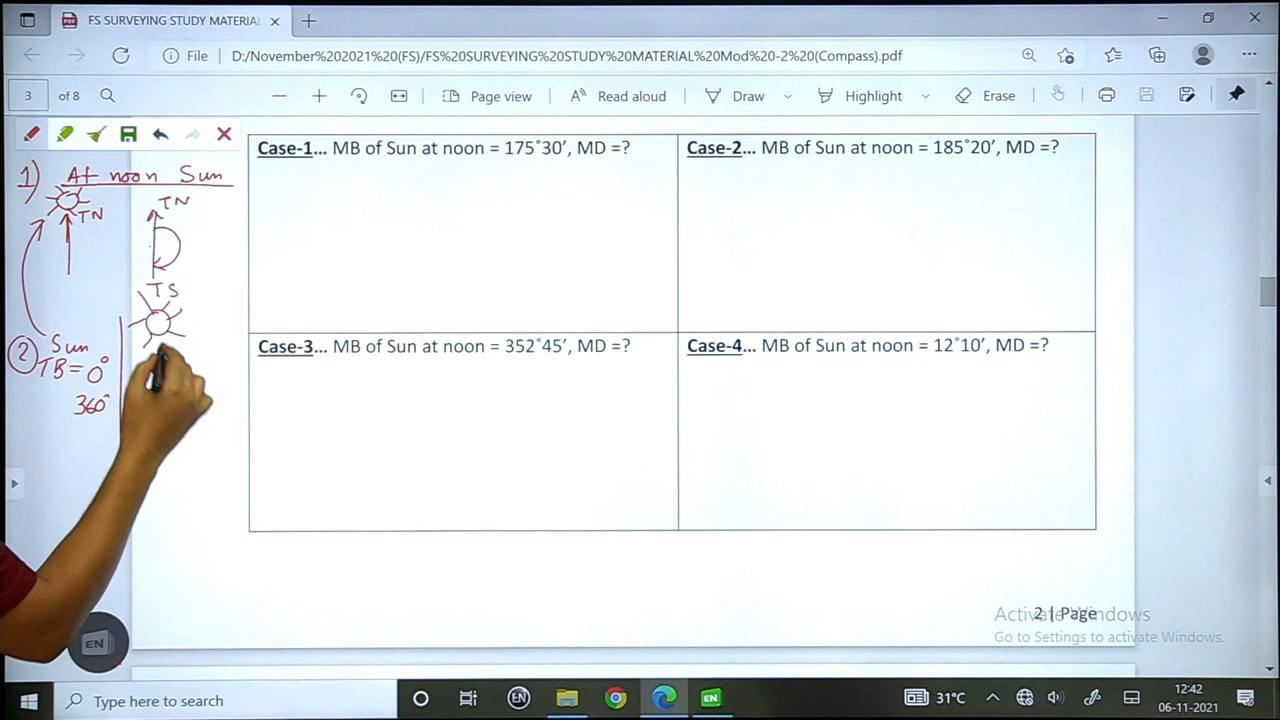 FS SURVEYING STUDY MATERIAL
File
D:/November%202021%20(FS)/FS%20SURVEYING%20STUDY%20MATERIAL%20Mod%20-2%20(Compass).pdf
3 of 8
Page view
Read aloud
Draw
Highlight
Erase
1) At noon Sun
TN
TN
TS
2 Sun
TB = 0°
360°
Case-1... MB of Sun at noon = 175˚30’, MD =?
Case-2... MB of Sun at noon = 185˚20’, MD =?
Case-3... MB of Sun at noon = 352˚45’, MD =?
Case-4... MB of Sun at noon = 12˚10’, MD =?
2 | Page
Activate Windows
Go to Settings to activate Windows.
EN
Type here to search
EN
EN
31°C
12:42
06-11-2021